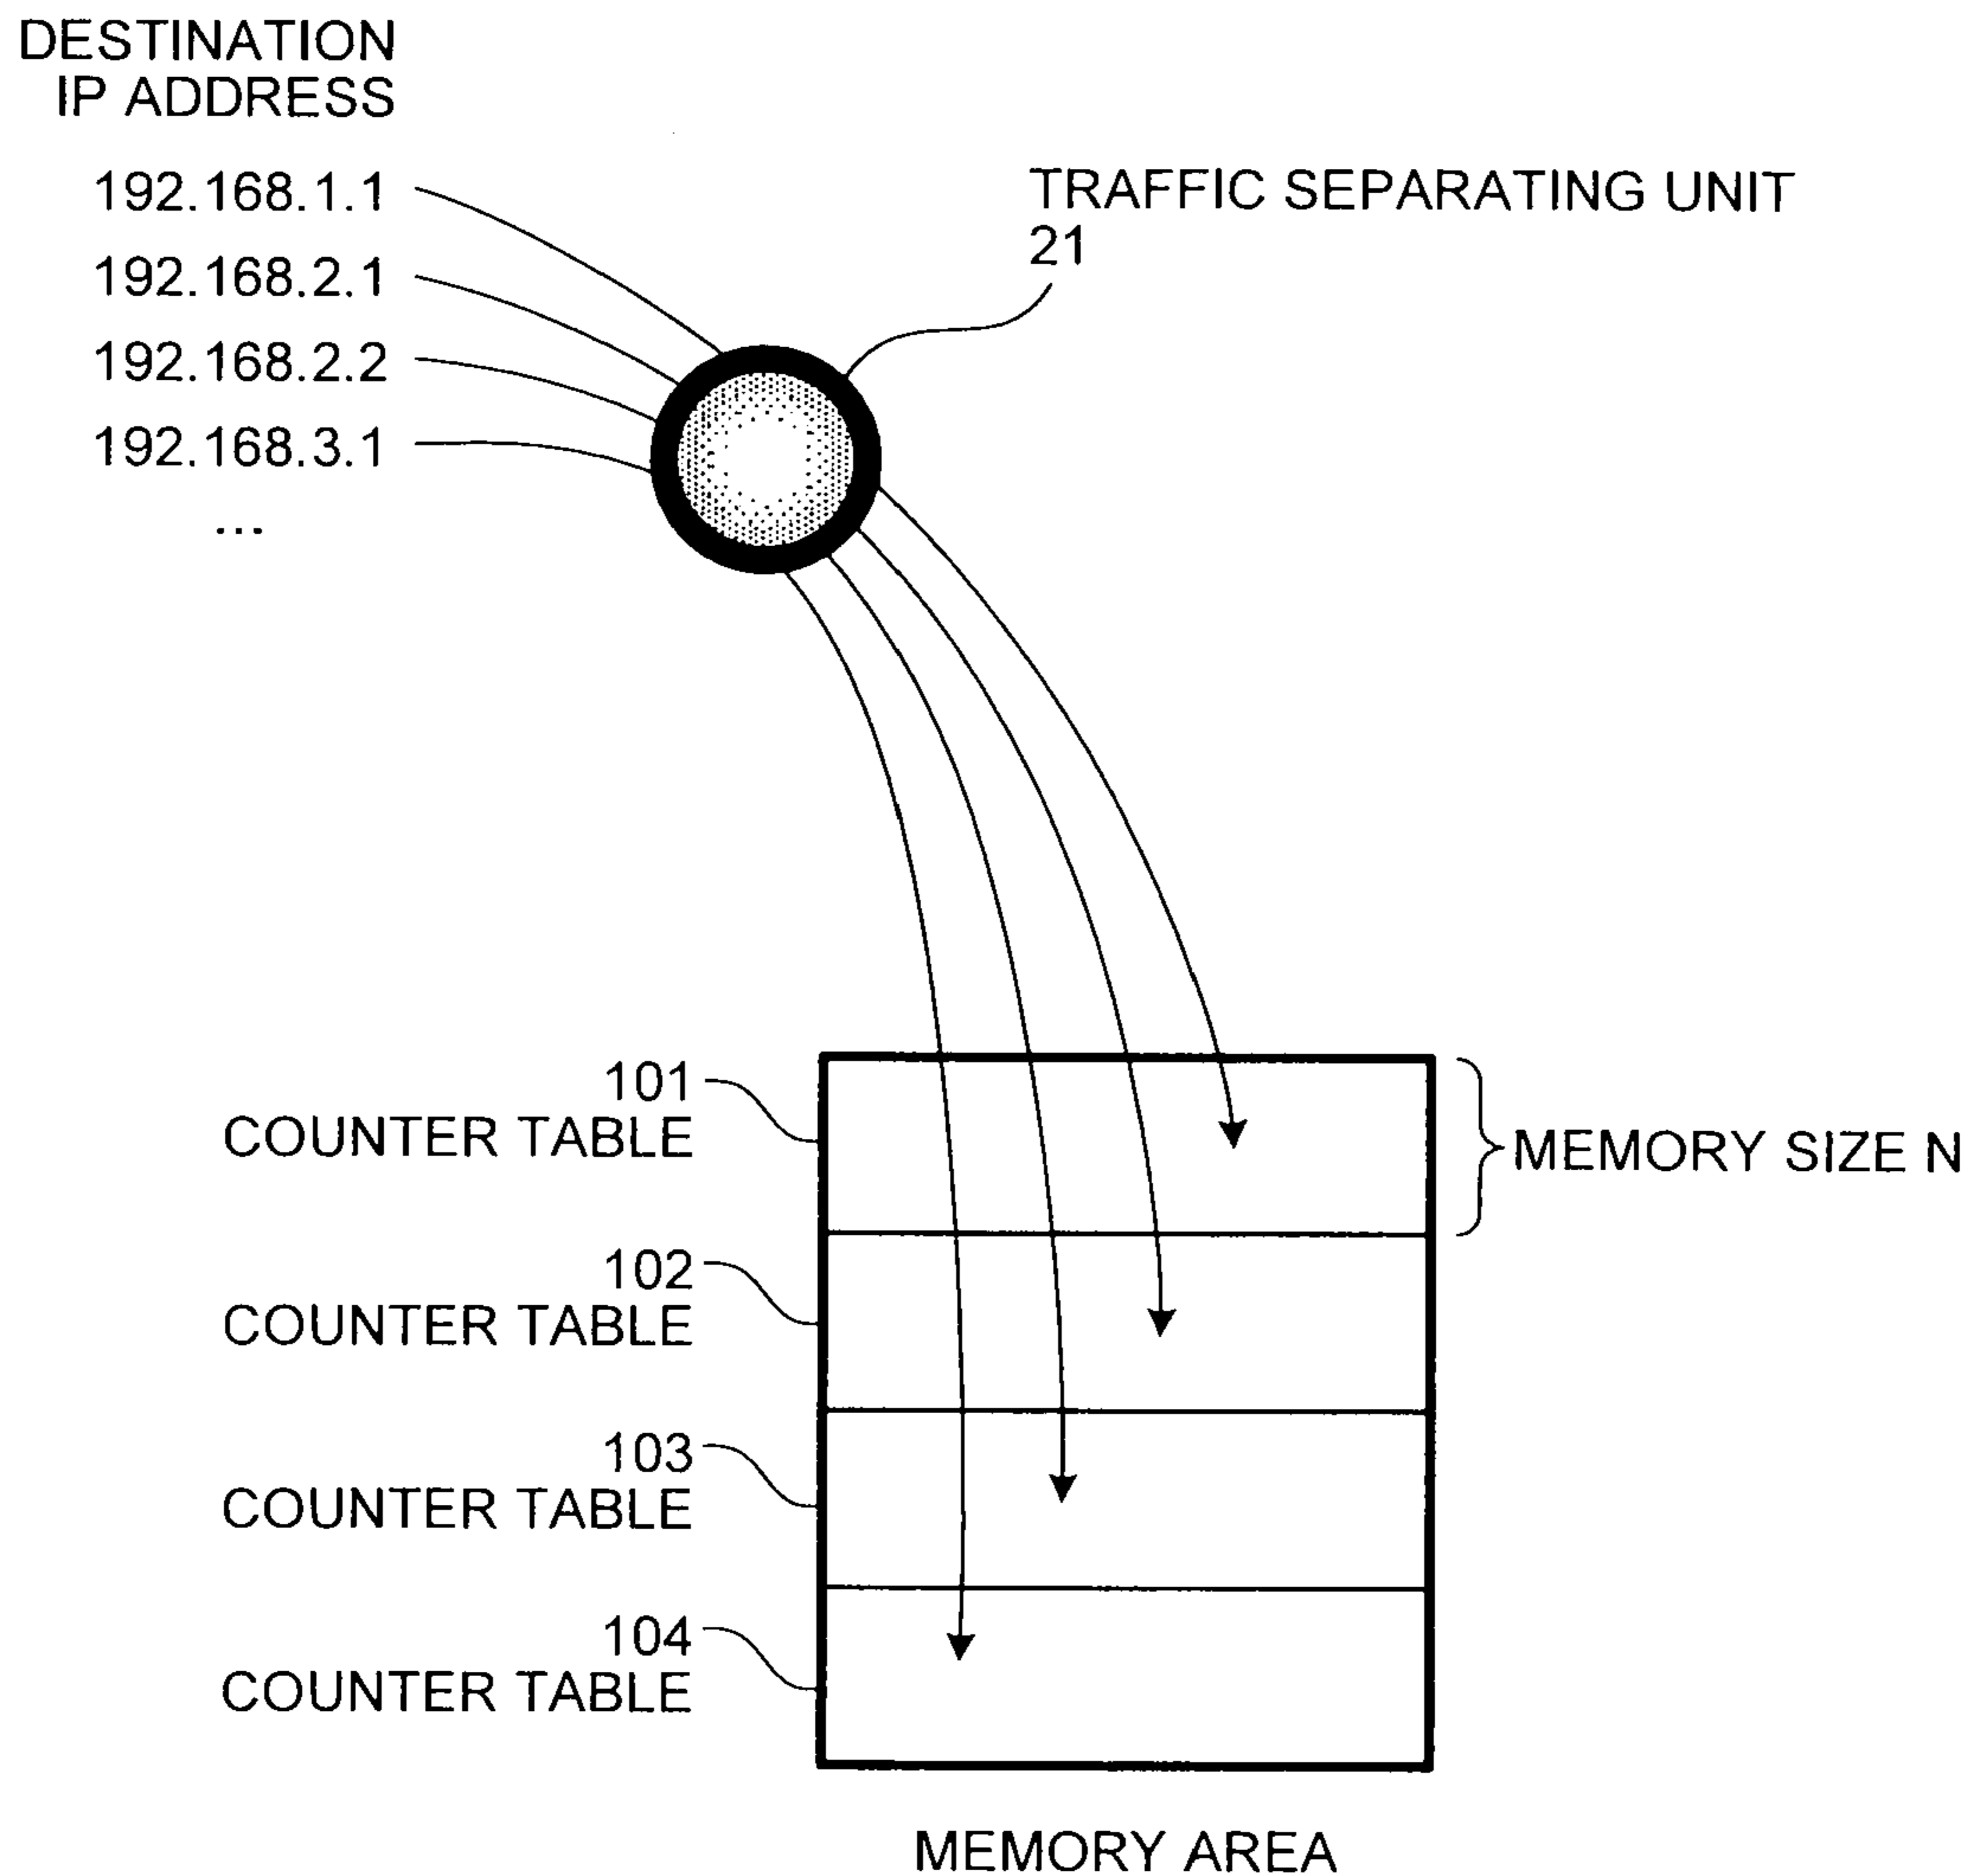 DESTINATION
IP ADDRESS
192.168.1.1
192.168.2.1
192.168.2.2
192.168.3.1
...
TRAFFIC SEPARATING UNIT
21
101
COUNTER TABLE
MEMORY SIZE N
102
COUNTER TABLE
103
COUNTER TABLE
104
COUNTER TABLE
MEMORY AREA